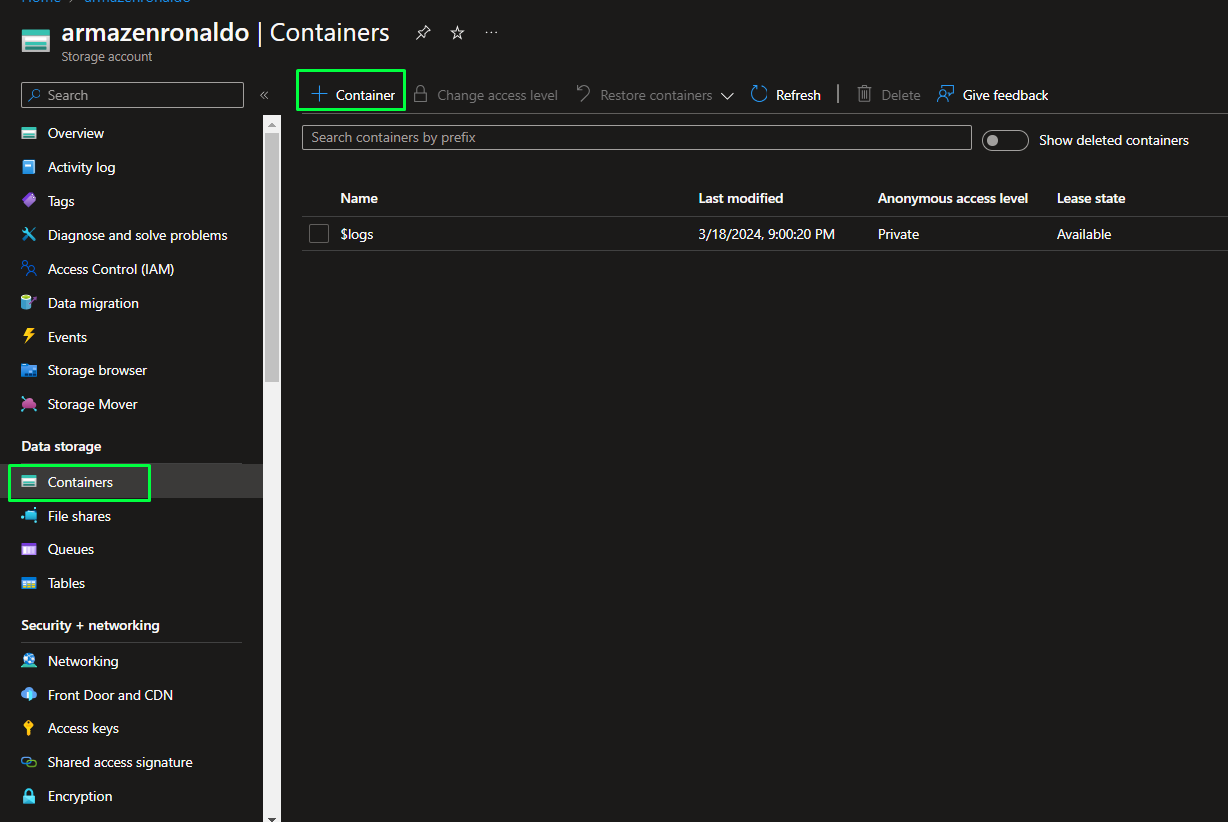 Home > armazenronaldo
armazenronaldo | Containers
Storage account
Search
Container
Change access level
Restore containers
Refresh
Delete
Give feedback
Search containers by prefix
Show deleted containers
Name
Last modified
Anonymous access level
Lease state
$logs
3/18/2024, 9:00:20 PM
Private
Available
Overview
Activity log
Tags
Diagnose and solve problems
Access Control (IAM)
Data migration
Events
Storage browser
Storage Mover
Data storage
Containers
File shares
Queues
Tables
Security + networking
Networking
Front Door and CDN
Access keys
Shared access signature
Encryption